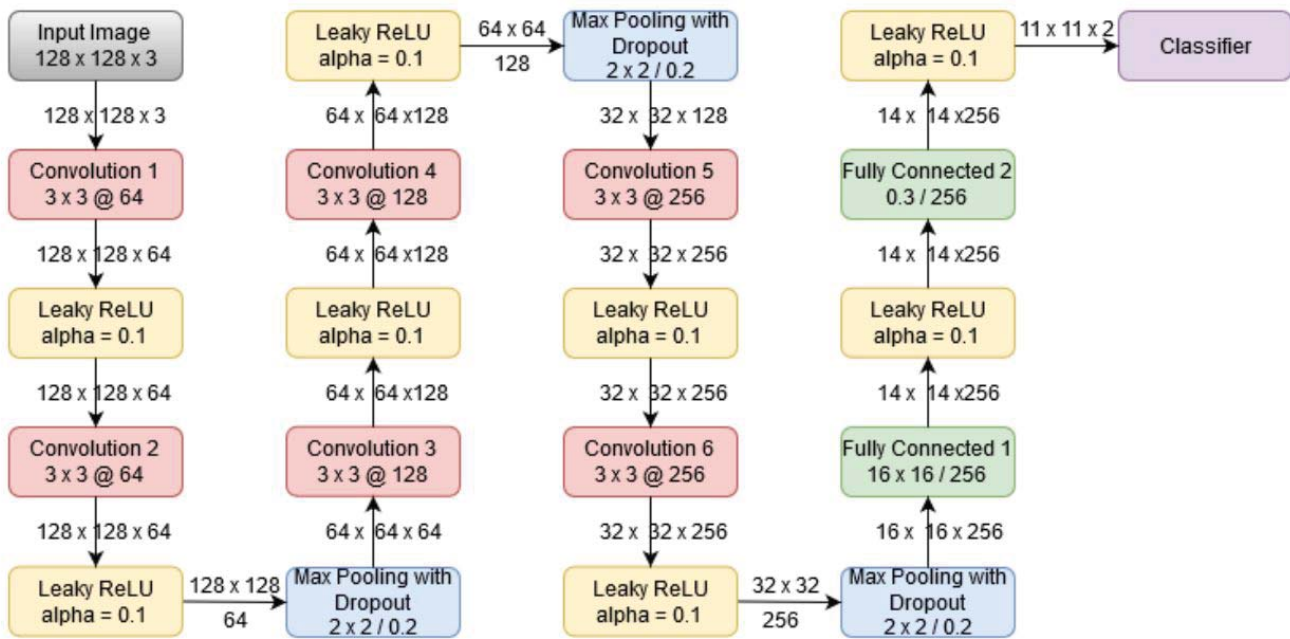 Input Image
128 x 128 x 3
128 x 128 x 3
Convolution 1
3 x 3 @ 64
128 x 128 x 64
Leaky ReLU
alpha = 0.1
128 x 128 x 64
Convolution 2
3 x 3 @ 64
128 x 128 x 64
Leaky ReLU
alpha = 0.1
128 x 128
64
Max Pooling with
Dropout
2 x 2 / 0.2
64 x 64 x 64
Convolution 3
3 x 3 @ 128
64 x 64 x128
Leaky ReLU
alpha = 0.1
64 x 64 x128
Convolution 4
3 x 3 @ 128
64 x 64 x128
Leaky ReLU
alpha = 0.1
64 x 64
128
Max Pooling with
Dropout
2 x 2 / 0.2
32 x 32 x 128
Convolution 5
3 x 3 @ 256
32 x 32 x 256
Leaky ReLU
alpha = 0.1
32 x 32 x 256
Convolution 6
3 x 3 @ 256
32 x 32 x 256
Leaky ReLU
alpha = 0.1
32 x 32
256
Max Pooling with
Dropout
2 x 2 / 0.2
16 x 16 x 256
Fully Connected 1
16 x 16 / 256
14 x 14 x256
Leaky ReLU
alpha = 0.1
14 x 14 x256
Fully Connected 2
0.3 / 256
14 x 14 x256
Leaky ReLU
alpha = 0.1
11 x 11 x 2
Classifier